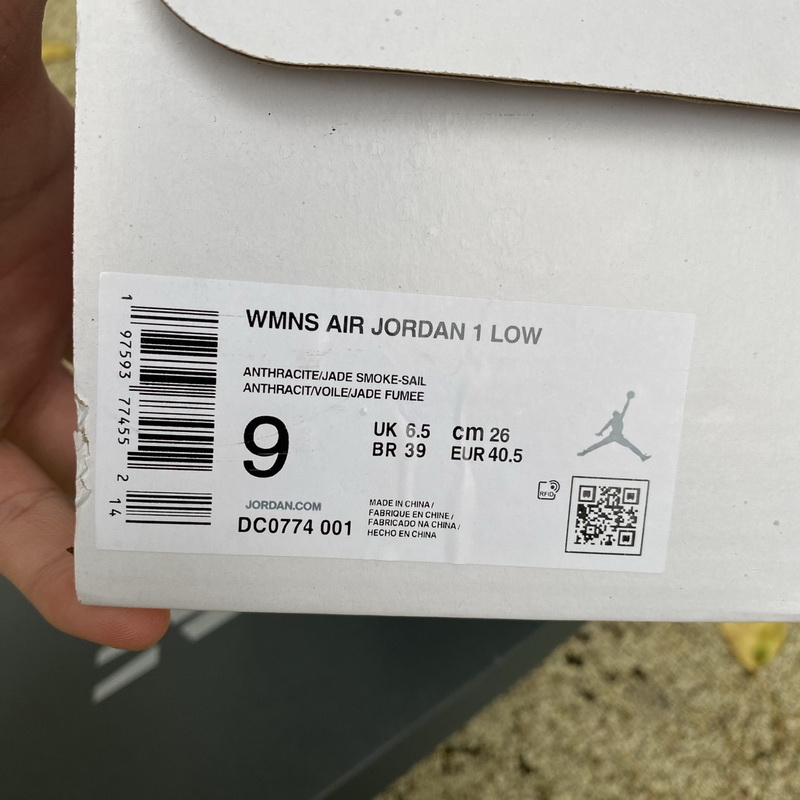 WMNS AIR JORDAN 1 LOW
ANTHRACITE/JADE SMOKE-SAIL
ANTHRACIT/VOILE/JADE FUMEE
9
UK 6.5 cm 26
BR 39 EUR 40.5
JORDAN.COM
DC0774 001
MADE IN CHINA /
FABRIQUE EN CHINE /
FABRICADO NA CHINA /
HECHO EN CHINA
RFID
1 97593 77455 2 14